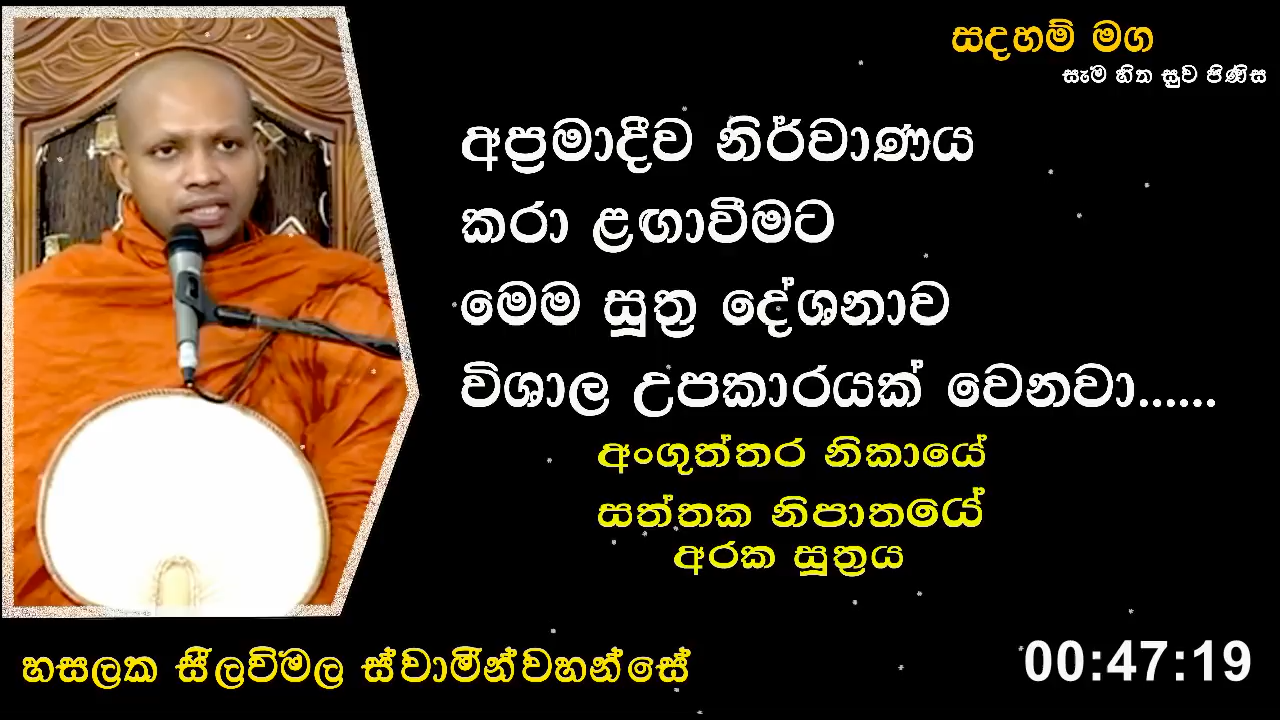 සදහම් මග
සැම හිත සුව පිණිස
අප්‍රමාදීව නිර්වාණය
කරා ළඟාවීමට
මෙම සූත්‍ර දේශනාව
විශාල උපකාරයක් වෙනවා......
අංගුත්තර නිකායේ
සත්තක නිපාතයේ
අරක සූත්‍රය
හසලක සීලවිමල ස්වාමීන්වහන්සේ
00:47:19